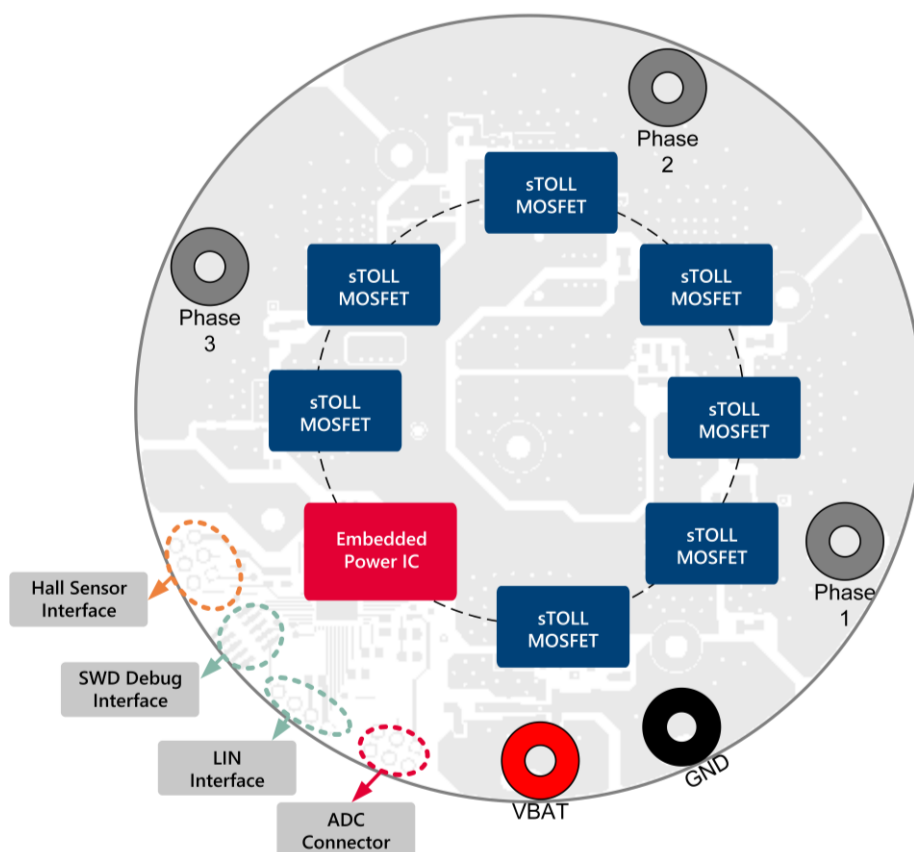 Phase
2
sTOLL
MOSFET
sTOLL
MOSFET
sTOLL
MOSFET
Phase
3
sTOLL
MOSFET
sTOLL
MOSFET
Embedded
Power IC
sTOLL
MOSFET
Phase
1
Hall Sensor
Interface
sTOLL
MOSFET
SWD Debug
Interface
LIN
Interface
GND
VBAT
ADC
Connector